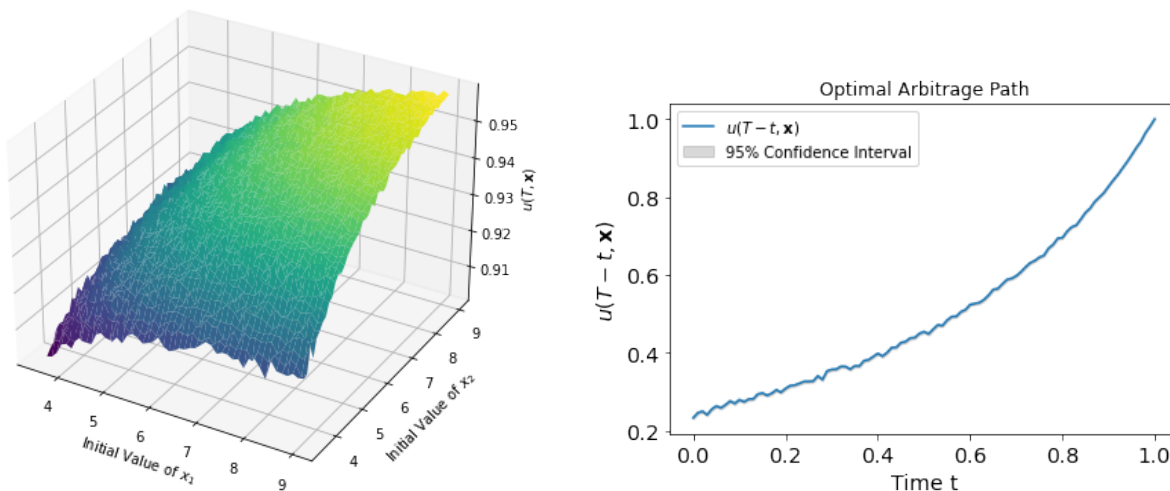 0.95
0.94
0.93
0.92
0.91
u(T, x)
4
5
6
7
8
9
Initial Value of x₁
4
5
6
7
8
9
Initial Value of x₂
Optimal Arbitrage Path
u(T − t, x)
95% Confidence Interval
u(T − t, x)
1.0
0.8
0.6
0.4
0.2
0.0 0.2 0.4 0.6 0.8 1.0
Time t